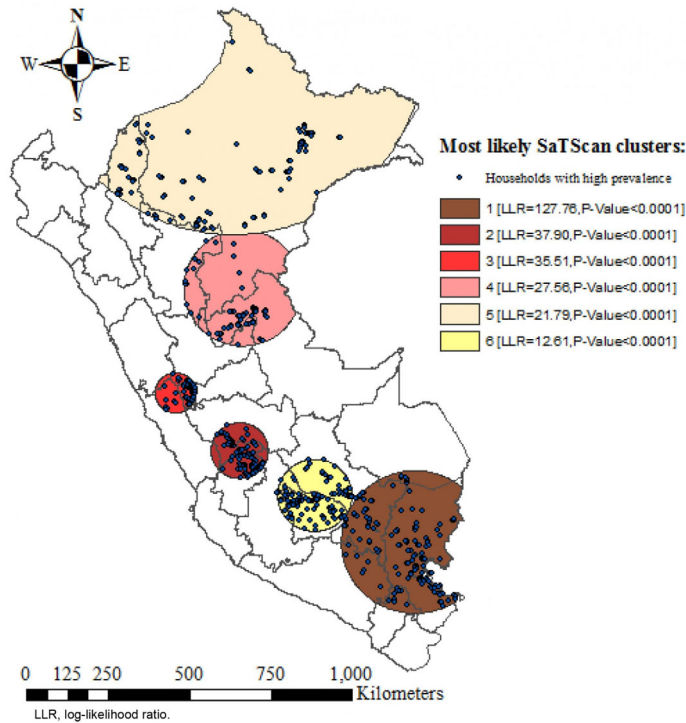 N
W E
S
Most likely SaTScan clusters:
Households with high prevalence
1 [LLR=127.76,P-Value<0.0001]
2 [LLR=37.90,P-Value<0.0001]
3 [LLR=35.51,P-Value<0.0001]
4 [LLR=27.56,P-Value<0.0001]
5 [LLR=21.79,P-Value<0.0001]
6 [LLR=12.61,P-Value<0.0001]
0 125 250 500 750 1,000
Kilometers
LLR, log-likelihood ratio.